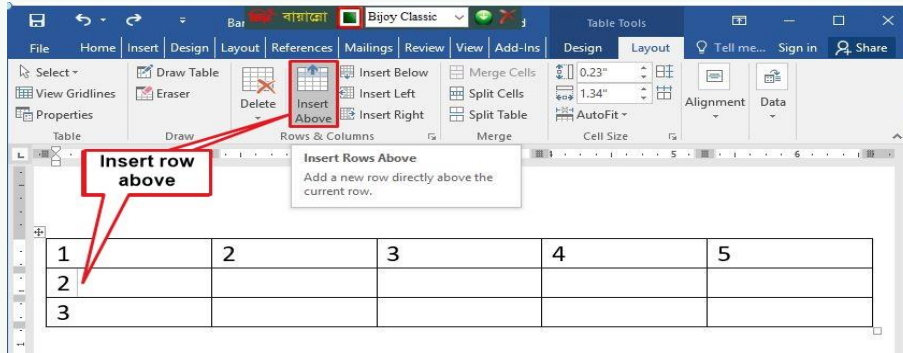 Ba বায়ান্নো Bijoy Classic d Table Tools
File Home Insert Design Layout References Mailings Review View Add-Ins Design Layout Tell me... Sign in Share
Select Draw Table Insert Below Merge Cells 0.23"
View Gridlines Eraser Delete Insert Above Insert Left Split Cells 1.34" Alignment Data
Properties Insert Right Split Table AutoFit
Table Draw Rows & Columns Merge Cell Size
4 5 6
Insert row above
Insert Rows Above
Add a new row directly above the
current row.
1 2 3 4 5
2
3